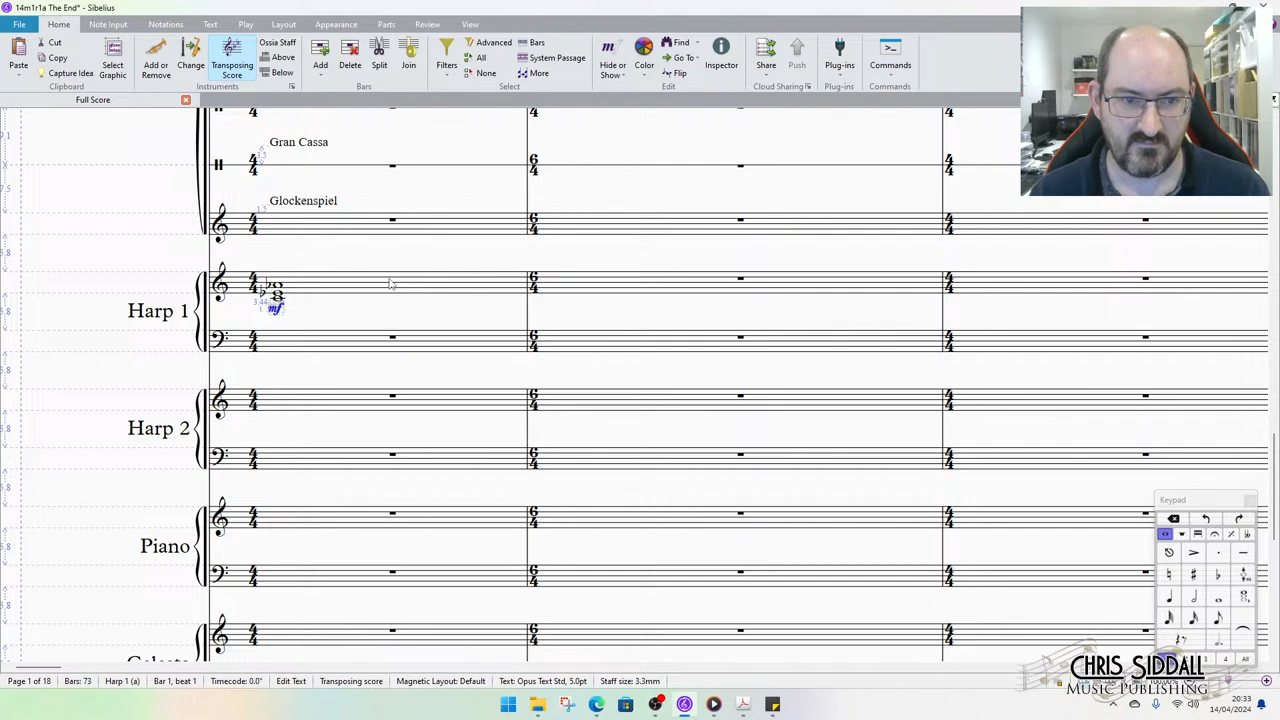 14m1r1a The End* - Sibelius
File Home Note Input Notations Text Play Layout Appearance Parts Review View
Paste Cut Copy Capture Idea Select Graphic Add or Remove Change Transposing Score Ossia Staff Above Below Add Delete Split Join Filters Advanced All None Bars System Passage More Hide or Show Color Find Go To Flip Inspector Share Push Plug-ins Commands
Clipboard Instruments Bars Select Edit Cloud Sharing Plug-ins Commands
Full Score
Gran Cassa
Glockenspiel
Harp 1
mf
Harp 2
Keypad
Piano
CHRIS SIDDALL
MUSIC PUBLISHING
Page 1 of 18 Bars: 73 Harp 1 (a) Bar 1, beat 1 Timecode: 0.0" Edit Text Transposing score Magnetic Layout: Default Text: Opus Text Std, 5.0pt Staff size: 3.3mm
20:33
14/04/2024